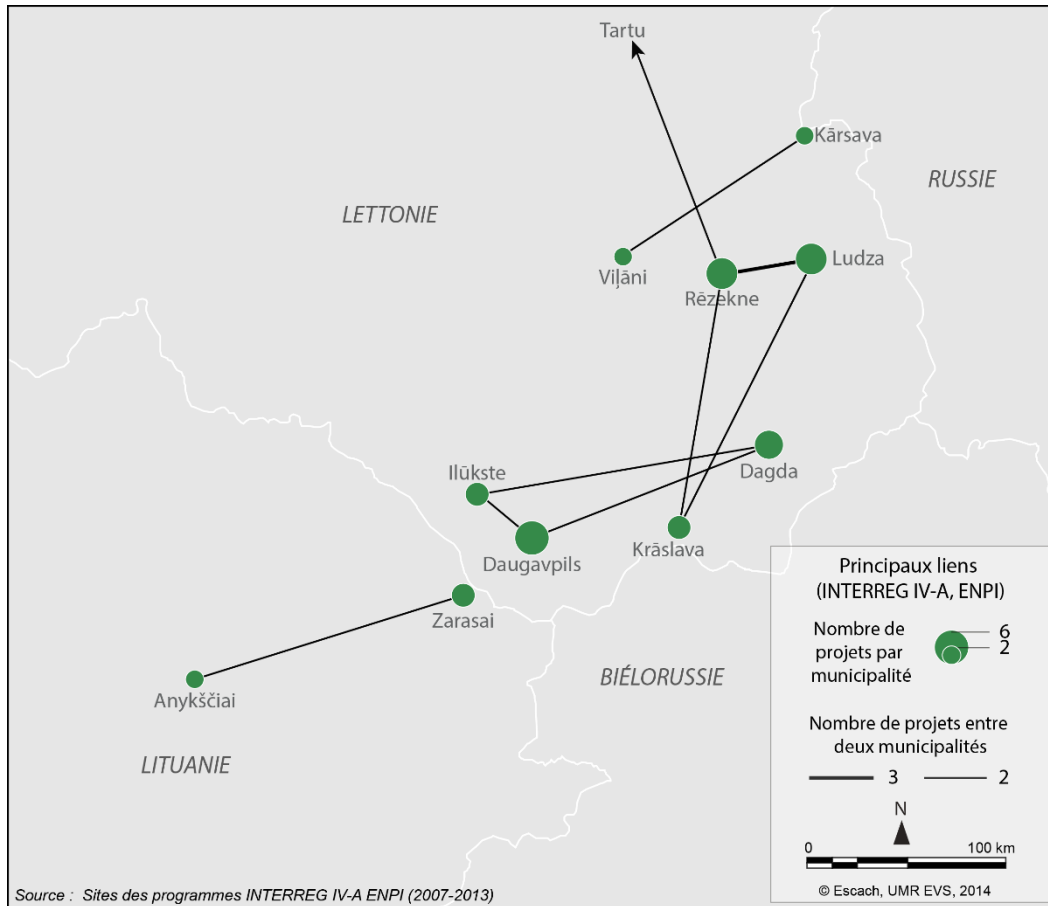 Tartu
Kārsava
RUSSIE
LETTONIE
Viļāni
Rēzekne
Ludza
Ilūkste
Dagda
Daugavpils
Krāslava
Zarasai
Anykščiai
BIÉLORUSSIE
LITUANIE
Principaux liens
(INTERREG IV-A, ENPI)
Nombre de
projets par
municipalité
6
2
Nombre de projets entre
deux municipalités
3 2
N
0 100 km
© Escach, UMR EVS, 2014
Source : Sites des programmes INTERREG IV-A ENPI (2007-2013)